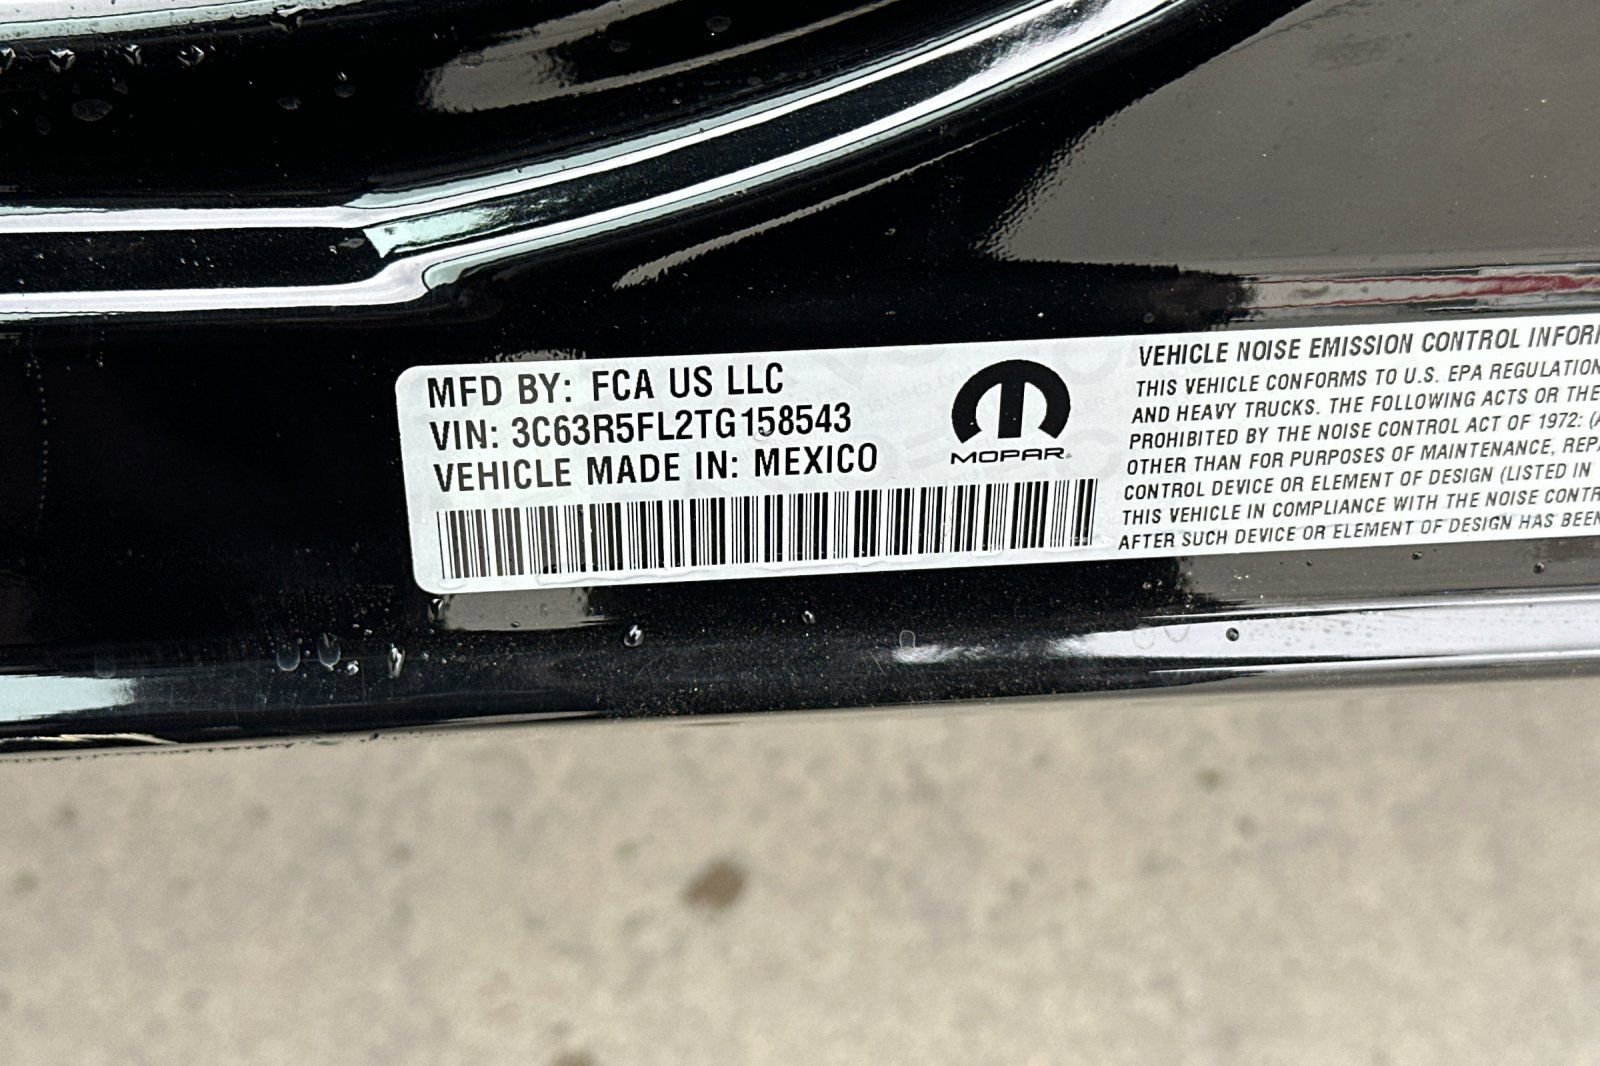 MFD BY: FCA US LLC
VIN: 3C63R5FL2TG158543
VEHICLE MADE IN: MEXICO
MOPAR
VEHICLE NOISE EMISSION CONTROL
THIS VEHICLE CONFORMS TO U.S. EPA
AND HEAVY TRUCKS. THE FOLLOWING ACTS OR THE
PROHIBITED BY THE NOISE CONTROL ACT OF 1972:
OTHER THAN FOR PURPOSES OF MAINTENANCE,
CONTROL DEVICE OR ELEMENT OF DESIGN (LISTED IN
THIS VEHICLE IN COMPLIANCE WITH THE NOISE
AFTER SUCH DEVICE OR ELEMENT OF DESIGN HAS BEEN